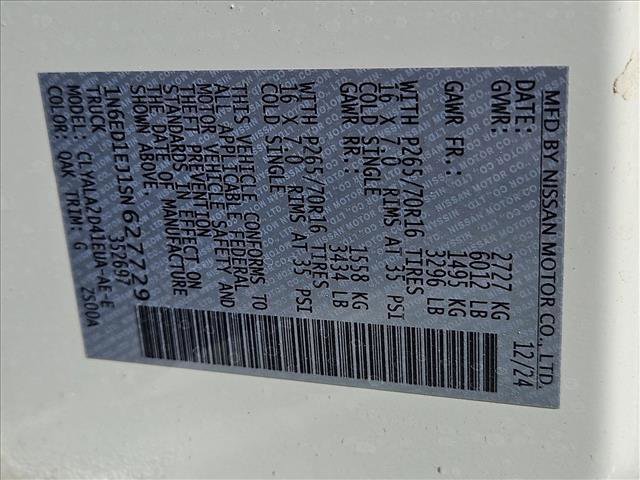 MFD BY NISSAN MOTOR CO., LTD.
DATE: 12/24
GVWR: 2727 KG
6012 LB
GAWR FR.: 1495 KG
3296 LB
WITH P265/70R16 TIRES
16 X 7.0 RIMS AT 35 PSI
COLD SINGLE
GAWR RR.: 1558 KG
3434 LB
WITH P265/70R16 TIRES
16 X 7.0 RIMS AT 35 PSI
COLD SINGLE
THIS VEHICLE CONFORMS TO
ALL APPLICABLE FEDERAL
MOTOR VEHICLE SAFETY AND
THEFT PREVENTION
STANDARDS IN EFFECT ON
THE DATE OF MANUFACTURE
SHOWN ABOVE.
1N6ED1EJ1SN627729
TRUCK 352697
MODEL: CLYALA2D41EUA-AE-E
COLOR: QAK TRIM: G ZS00A